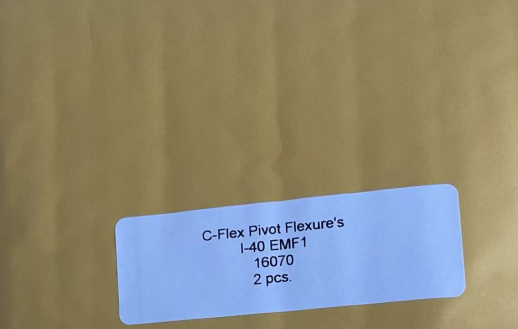 C-Flex Pivot Flexure's
I-40 EMF1
16070
2 pcs.